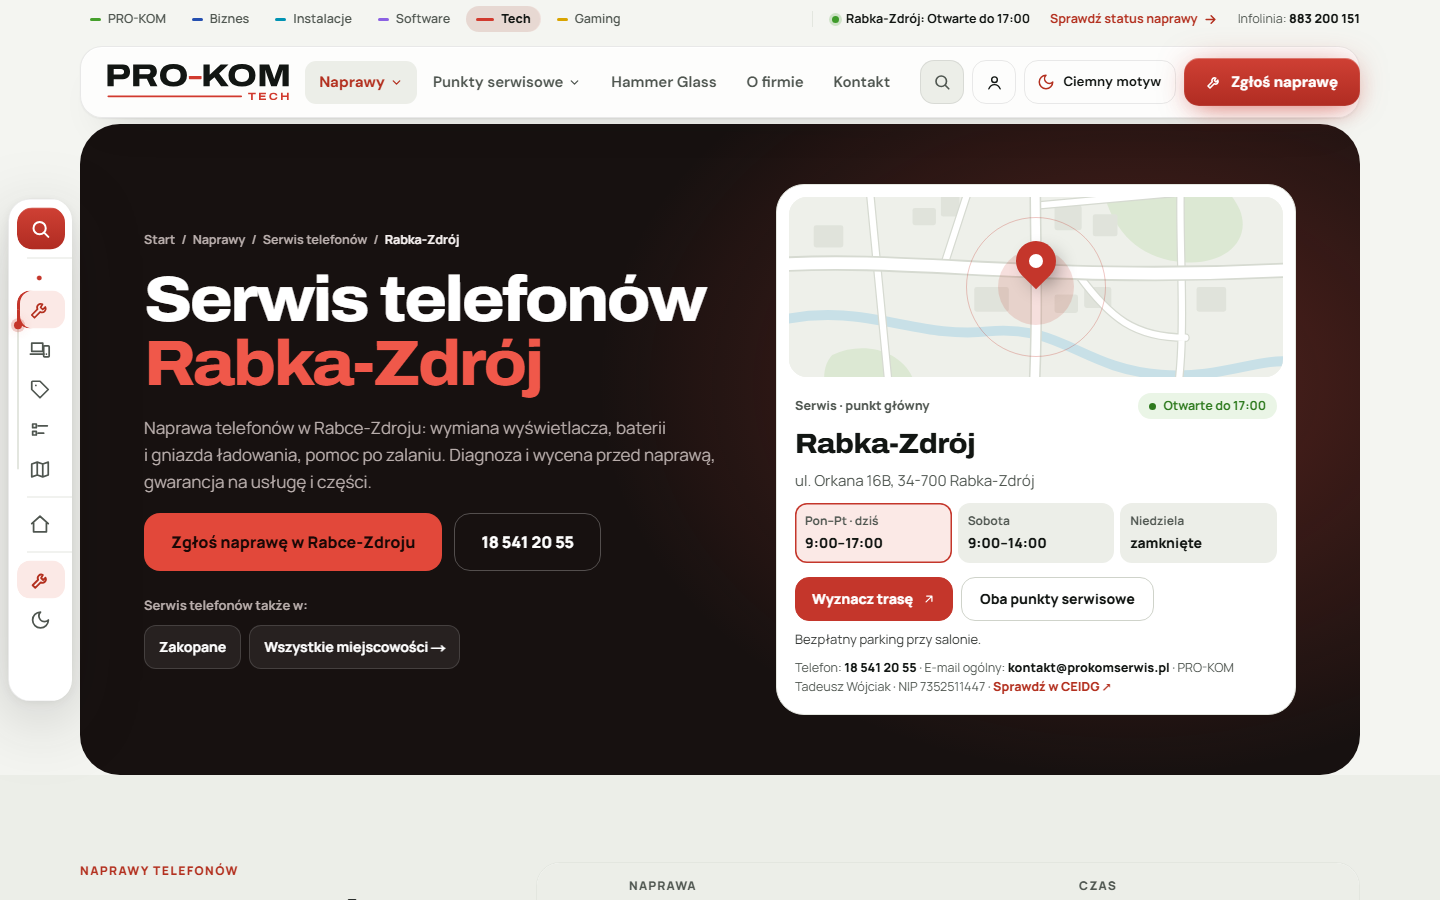 PRO-KOM
Biznes
Instalacje
Software
Tech
Gaming
Rabka-Zdrój: Otwarte do 17:00
Sprawdź status naprawy →
Infolinia: 883 200 151
PRO-KOM
TECH
Naprawy
Punkty serwisowe
Hammer Glass
O firmie
Kontakt
Ciemny motyw
Zgłoś naprawę
Start / Naprawy / Serwis telefonów / Rabka-Zdrój
Serwis telefonów
Rabka-Zdrój
Naprawa telefonów w Rabce-Zdroju: wymiana wyświetlacza, baterii
i gniazda ładowania, pomoc po zalaniu. Diagnoza i wycena przed naprawą,
gwarancja na usługę i części.
Zgłoś naprawę w Rabce-Zdroju
18 541 20 55
Serwis telefonów także w:
Zakopane
Wszystkie miejscowości →
Serwis · punkt główny
Otwarte do 17:00
Rabka-Zdrój
ul. Orkana 16B, 34-700 Rabka-Zdrój
Pon–Pt · dziś
9:00–17:00
Sobota
9:00–14:00
Niedziela
zamknięte
Wyznacz trasę ↗
Oba punkty serwisowe
Bezpłatny parking przy salonie.
Telefon: 18 541 20 55 · E-mail ogólny: kontakt@prokomserwis.pl · PRO-KOM
Tadeusz Wójciak · NIP 7352511447 · Sprawdź w CEIDG ↗
NAPRAWY TELEFONÓW
NAPRAWA
CZAS